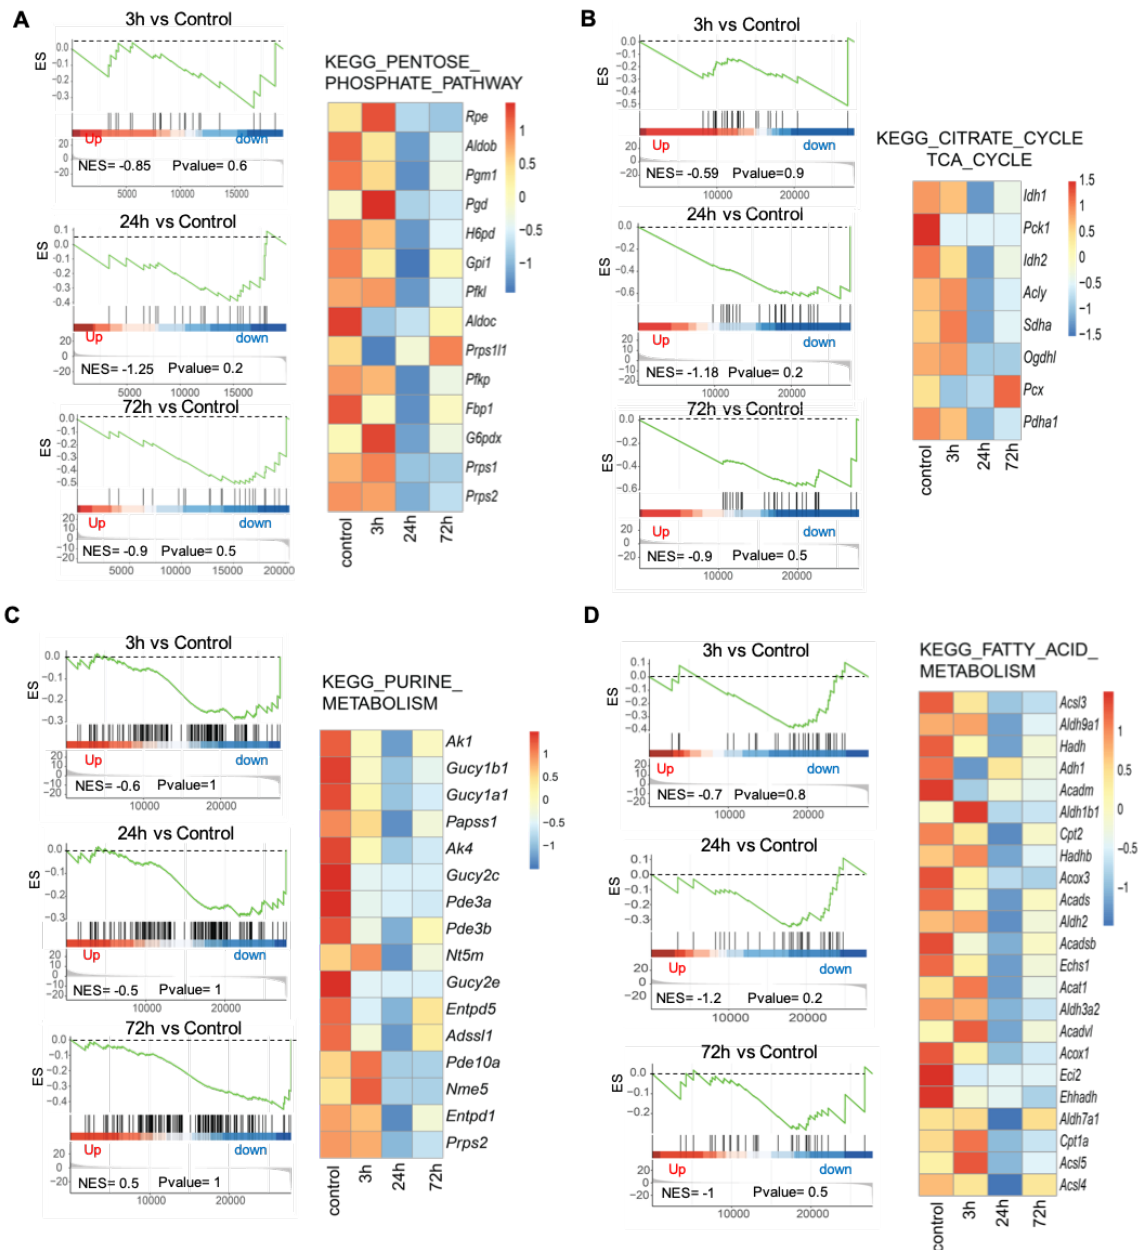 A
3h vs Control
ES
0.0
−0.1
−0.2
−0.3
Up
down
20
0
−20
NES= -0.85 Pvalue= 0.6
5000 10000 15000
24h vs Control
ES
0.1
0.0
−0.1
−0.2
−0.3
−0.4
Up
down
20
10
0
−10
−20
NES= -1.25 Pvalue= 0.2
5000 10000 15000
72h vs Control
ES
0.0
−0.1
−0.2
−0.3
−0.4
−0.5
Up
down
20
10
0
−10
−20
NES= -0.9 Pvalue= 0.5
5000 10000 15000 20000
KEGG_PENTOSE_
PHOSPHATE_PATHWAY
Rpe
Aldob
Pgm1
Pgd
H6pd
Gpi1
Pfkl
Aldoc
Prps1l1
Pfkp
Fbp1
G6pdx
Prps1
Prps2
1
0.5
0
−0.5
−1
control 3h 24h 72h
B
3h vs Control
ES
0.0
−0.1
−0.2
−0.3
−0.4
−0.5
Up
down
20
0
−20
NES= -0.59 Pvalue=0.9
10000 20000
24h vs Control
ES
0.0
−0.2
−0.4
−0.6
Up
down
20
10
0
−10
−20
NES= -1.18 Pvalue= 0.2
10000 20000
72h vs Control
ES
0.0
−0.2
−0.4
−0.6
Up
down
20
0
−20
NES= -0.9 Pvalue= 0.5
10000 20000
KEGG_CITRATE_CYCLE
TCA_CYCLE
Idh1
Pck1
Idh2
Acly
Sdha
Ogdhl
Pcx
Pdha1
1.5
1
0.5
0
−0.5
−1
−1.5
control 3h 24h 72h
C
3h vs Control
ES
0.0
−0.1
−0.2
−0.3
Up
down
20
10
0
−10
−20
NES= -0.6 Pvalue=1
10000 20000
24h vs Control
ES
0.0
−0.1
−0.2
−0.3
Up
down
20
10
0
−10
−20
NES= -0.5 Pvalue= 1
10000 20000
72h vs Control
ES
0.0
−0.1
−0.2
−0.3
−0.4
Up
down
20
0
−20
NES= 0.5 Pvalue= 1
10000 20000
KEGG_PURINE_
METABOLISM
Ak1
Gucy1b1
Gucy1a1
Papss1
Ak4
Gucy2c
Pde3a
Pde3b
Nt5m
Gucy2e
Entpd5
Adssl1
Pde10a
Nme5
Entpd1
Prps2
1
0.5
0
−0.5
−1
control 3h 24h 72h
D
3h vs Control
ES
0.1
0.0
−0.1
−0.2
−0.3
−0.4
Up
down
20
10
0
−10
−20
NES= -0.7 Pvalue=0.8
10000 20000
24h vs Control
ES
0.1
0.0
−0.1
−0.2
−0.3
Up
down
20
0
−20
NES= -1.2 Pvalue= 0.2
10000 20000
72h vs Control
ES
0.0
−0.1
−0.2
Up
down
20
0
−20
NES= -1 Pvalue= 0.5
10000 20000
KEGG_FATTY_ACID_
METABOLISM
Acsl3
Aldh9a1
Hadh
Adh1
Acadm
Aldh1b1
Cpt2
Hadhb
Acox3
Acads
Aldh2
Acadsb
Echs1
Acat1
Aldh3a2
Acadvl
Acox1
Eci2
Ehhadh
Aldh7a1
Cpt1a
Acsl5
Acsl4
1
0.5
0
−0.5
−1
control 3h 24h 72h